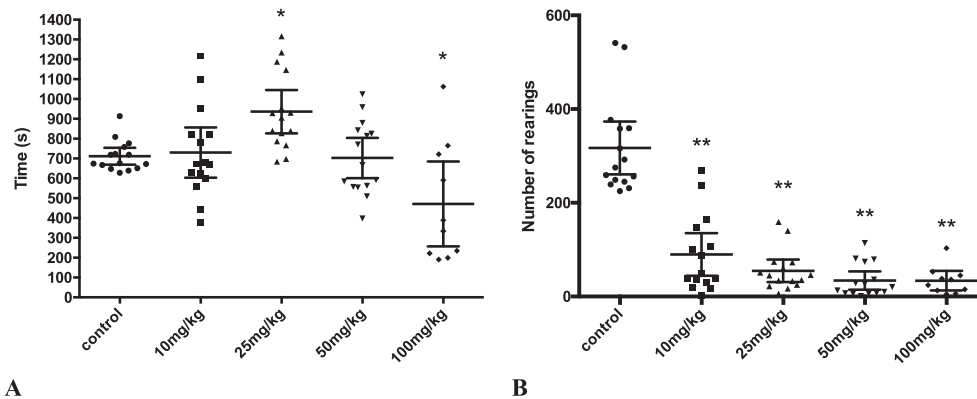 1400
1300
1200
1100
1000
900
800
700
600
500
400
300
200
100
0
Time (s)
*
*
control
10mg/kg
25mg/kg
50mg/kg
100mg/kg
A
600
400
200
0
Number of rearings
**
**
**
**
control
10mg/kg
25mg/kg
50mg/kg
100mg/kg
B